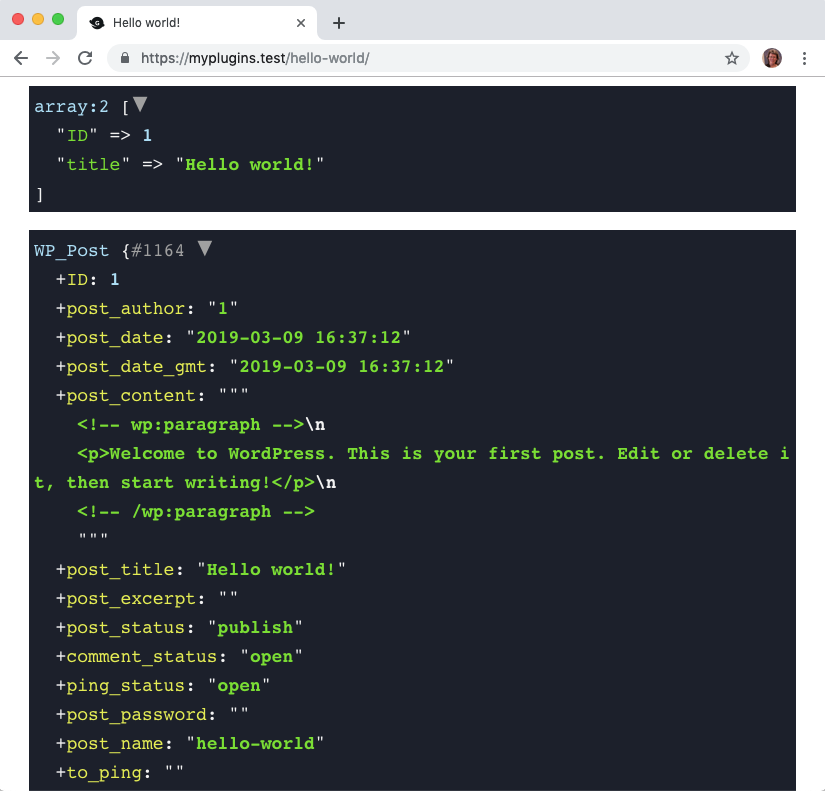 Hello world!
https://myplugins.test/hello-world/
array:2 [▼
"ID" => 1
"title" => "Hello world!"
]
WP_Post {#1164 ▼
+ID: 1
+post_author: "1"
+post_date: "2019-03-09 16:37:12"
+post_date_gmt: "2019-03-09 16:37:12"
+post_content: """
<!-- wp:paragraph -->\n
<p>Welcome to WordPress. This is your first post. Edit or delete i
t, then start writing!</p>\n
<!-- /wp:paragraph -->
"""
+post_title: "Hello world!"
+post_excerpt: ""
+post_status: "publish"
+comment_status: "open"
+ping_status: "open"
+post_password: ""
+post_name: "hello-world"
+to_ping: ""